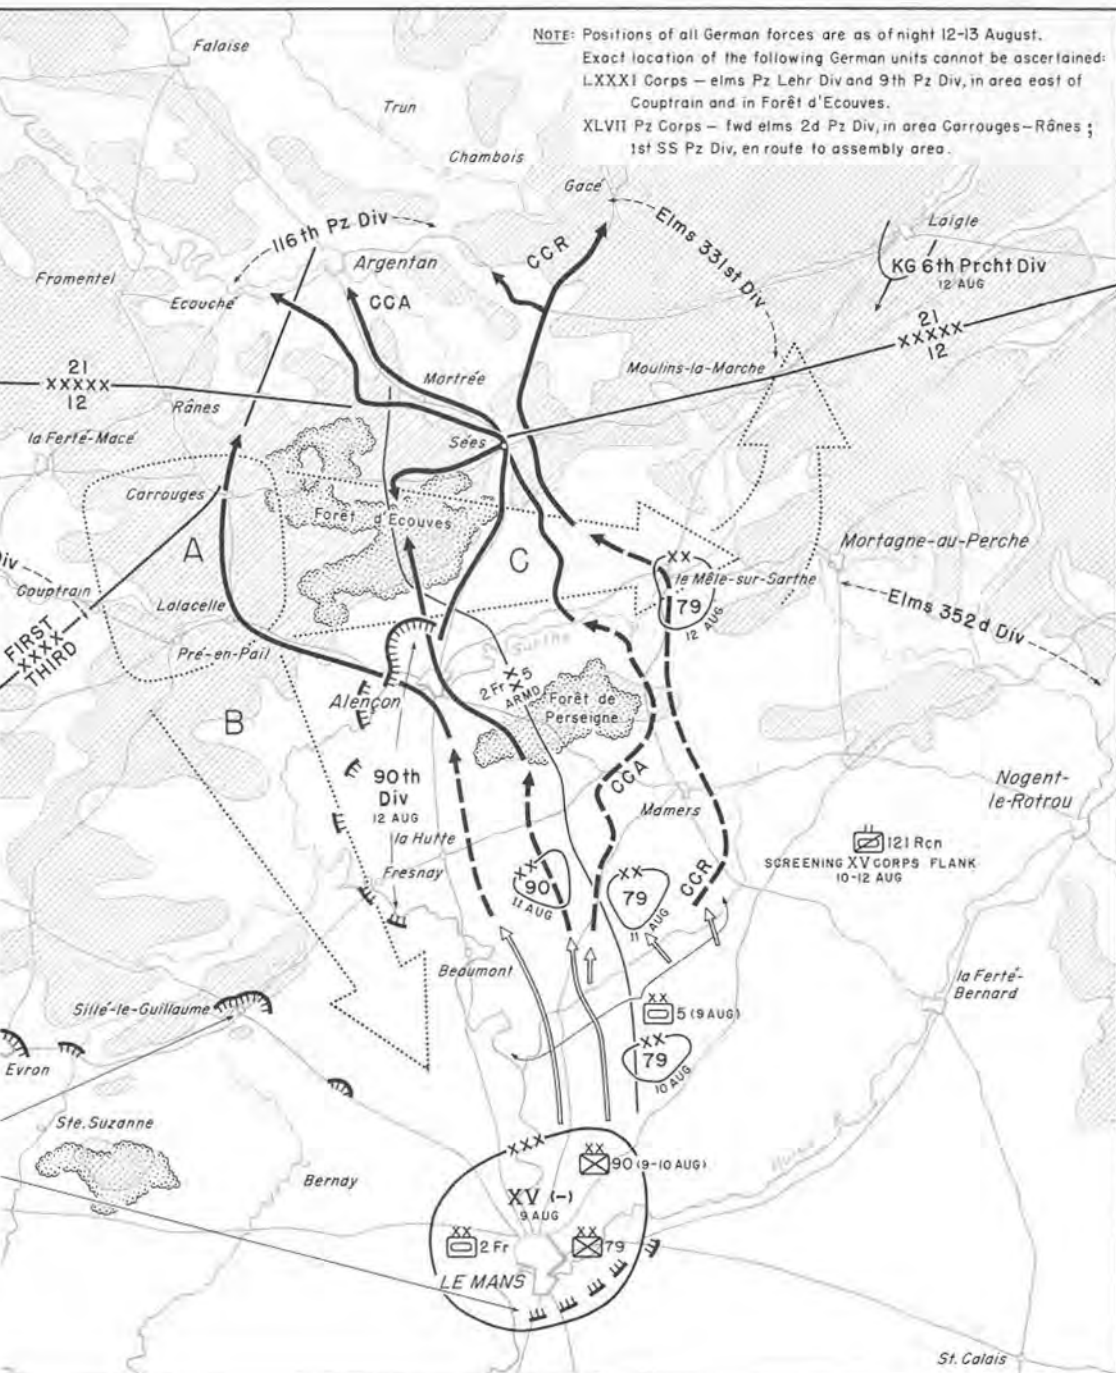 NOTE: Positions of all German forces are as of night 12-13 August.
Exact location of the following German units cannot be ascertained:
LXXXI Corps — elms Pz Lehr Div and 9th Pz Div, in area east of
Couptrain and in Forêt d'Ecouves.
XLVII Pz Corps — fwd elms 2d Pz Div, in area Carrouges-Rânes;
1st SS Pz Div, en route to assembly area.
Falaise
Trun
Chambois
Gacé
Laigle
116th Pz Div
CCR
Elms 331st Div
KG 6th Prcht Div
12 AUG
Fromentel
Argentan
Ecouché
CCA
21
XXXXX
12
21
XXXXX
12
Mortrée
Moulins-la-Marche
Rânes
la Ferté-Macé
Sées
Carrouges
Forêt d'Ecouves
A
C
Mortagne-au-Perche
XX
le Mêle-sur-Sarthe
79
12 AUG
Div
Couptrain
Lalacelle
Elms 352d Div
FIRST
XXXX
THIRD
Pré-en-Pail
Sarthe
Alençon
2 Fr XX 5
ARMD
Forêt de
Perseigne
B
90th
Div
12 AUG
CCA
Nogent-
le-Rotrou
Mamers
la Hutte
Fresnay
121 Rcn
SCREENING XV CORPS FLANK
10-12 AUG
XX
90
11 AUG
XX
79
11 AUG
CCR
Beaumont
la Ferté-
Bernard
Sillé-le-Guillaume
XX
5 (9 AUG)
XX
79
10 AUG
Evron
Ste. Suzanne
Bernay
XXX
XX
90 (9-10 AUG)
XV (-)
9 AUG
XX
2 Fr
XX
79
LE MANS
St. Calais